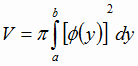 V = π∫_a^b [ϕ(y)]² dy